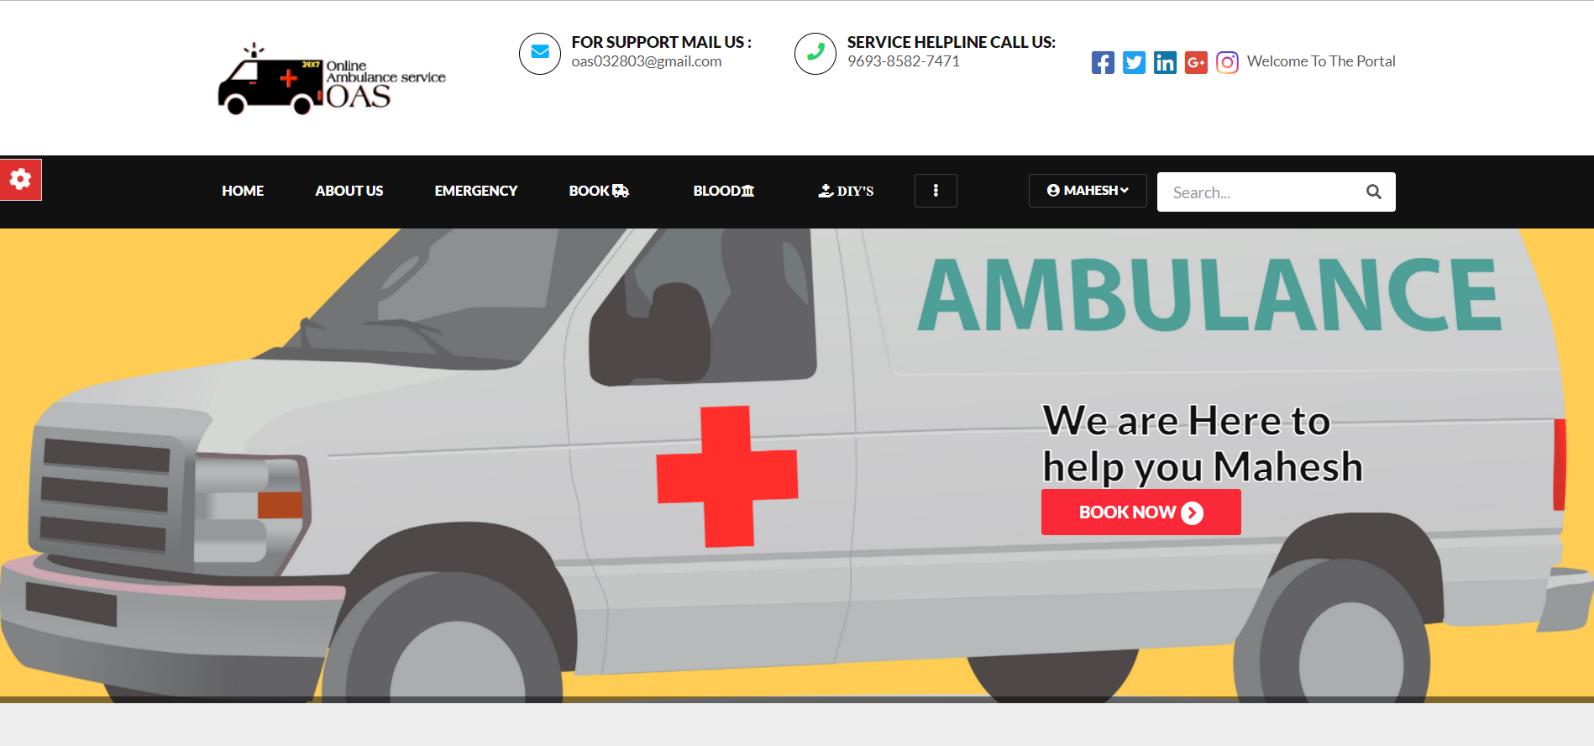 24X7
Online
Ambulance service
OAS
FOR SUPPORT MAIL US :
oas032803@gmail.com
SERVICE HELPLINE CALL US:
9693-8582-7471
Welcome To The Portal
HOME
ABOUT US
EMERGENCY
BOOK
BLOOD
DIY'S
MAHESH
Search...
AMBULANCE
We are Here to
help you Mahesh
BOOK NOW